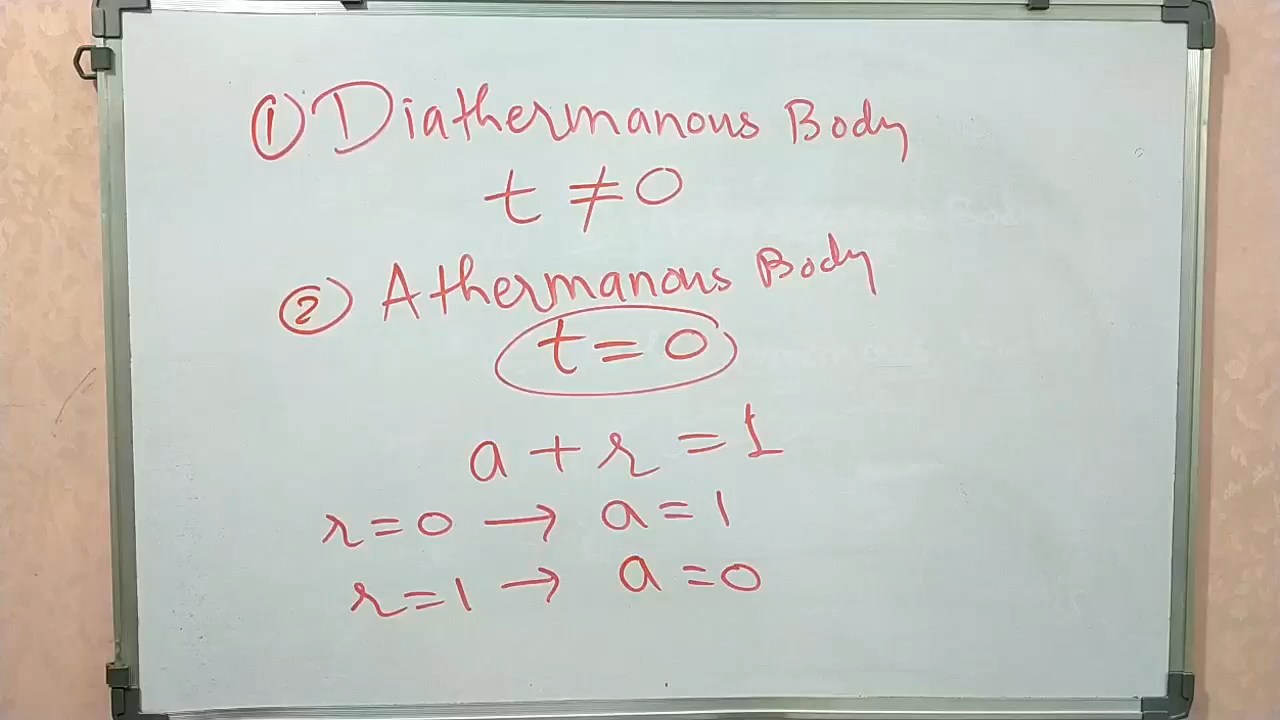 ① Diathermanous Body
t ≠ 0
② Athermanous Body
t = 0
a + r = 1
r = 0 → a = 1
r = 1 → a = 0